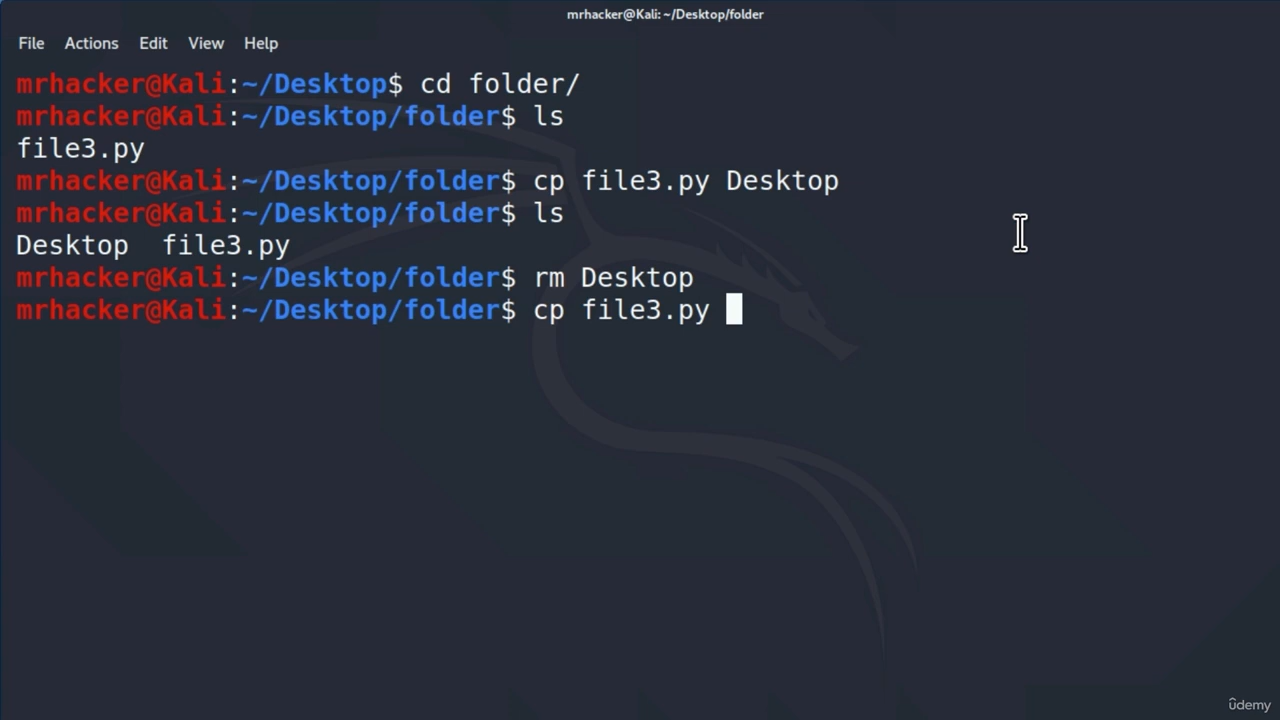 mrhacker@Kali: ~/Desktop/folder
File Actions Edit View Help
mrhacker@Kali:~/Desktop$ cd folder/
mrhacker@Kali:~/Desktop/folder$ ls
file3.py
mrhacker@Kali:~/Desktop/folder$ cp file3.py Desktop
mrhacker@Kali:~/Desktop/folder$ ls
Desktop  file3.py
mrhacker@Kali:~/Desktop/folder$ rm Desktop
mrhacker@Kali:~/Desktop/folder$ cp file3.py
ûdemy